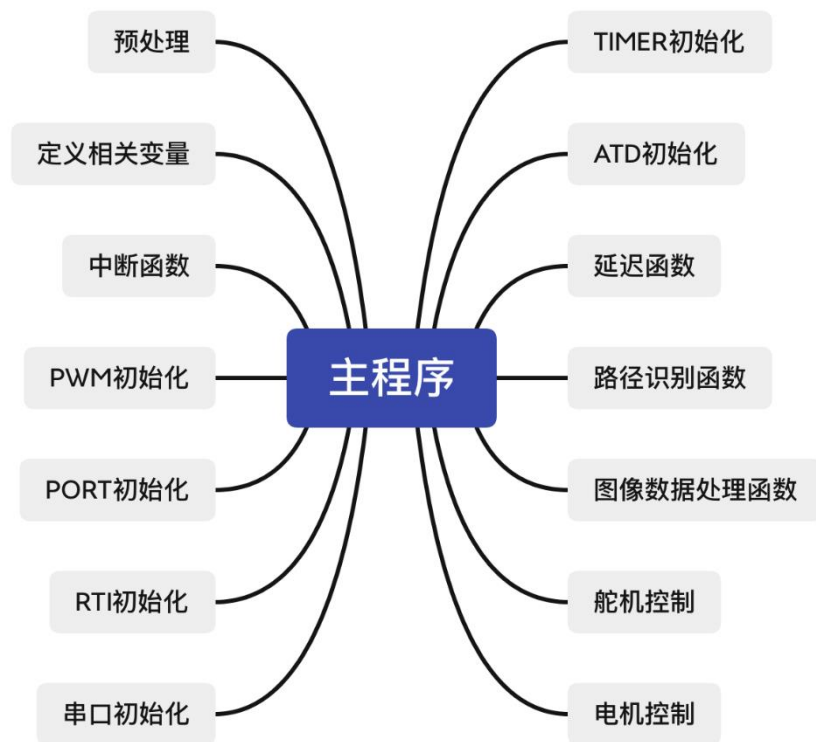 预处理
定义相关变量
中断函数
PWM初始化
PORT初始化
RTI初始化
串口初始化
主程序
TIMER初始化
ATD初始化
延迟函数
路径识别函数
图像数据处理函数
舵机控制
电机控制